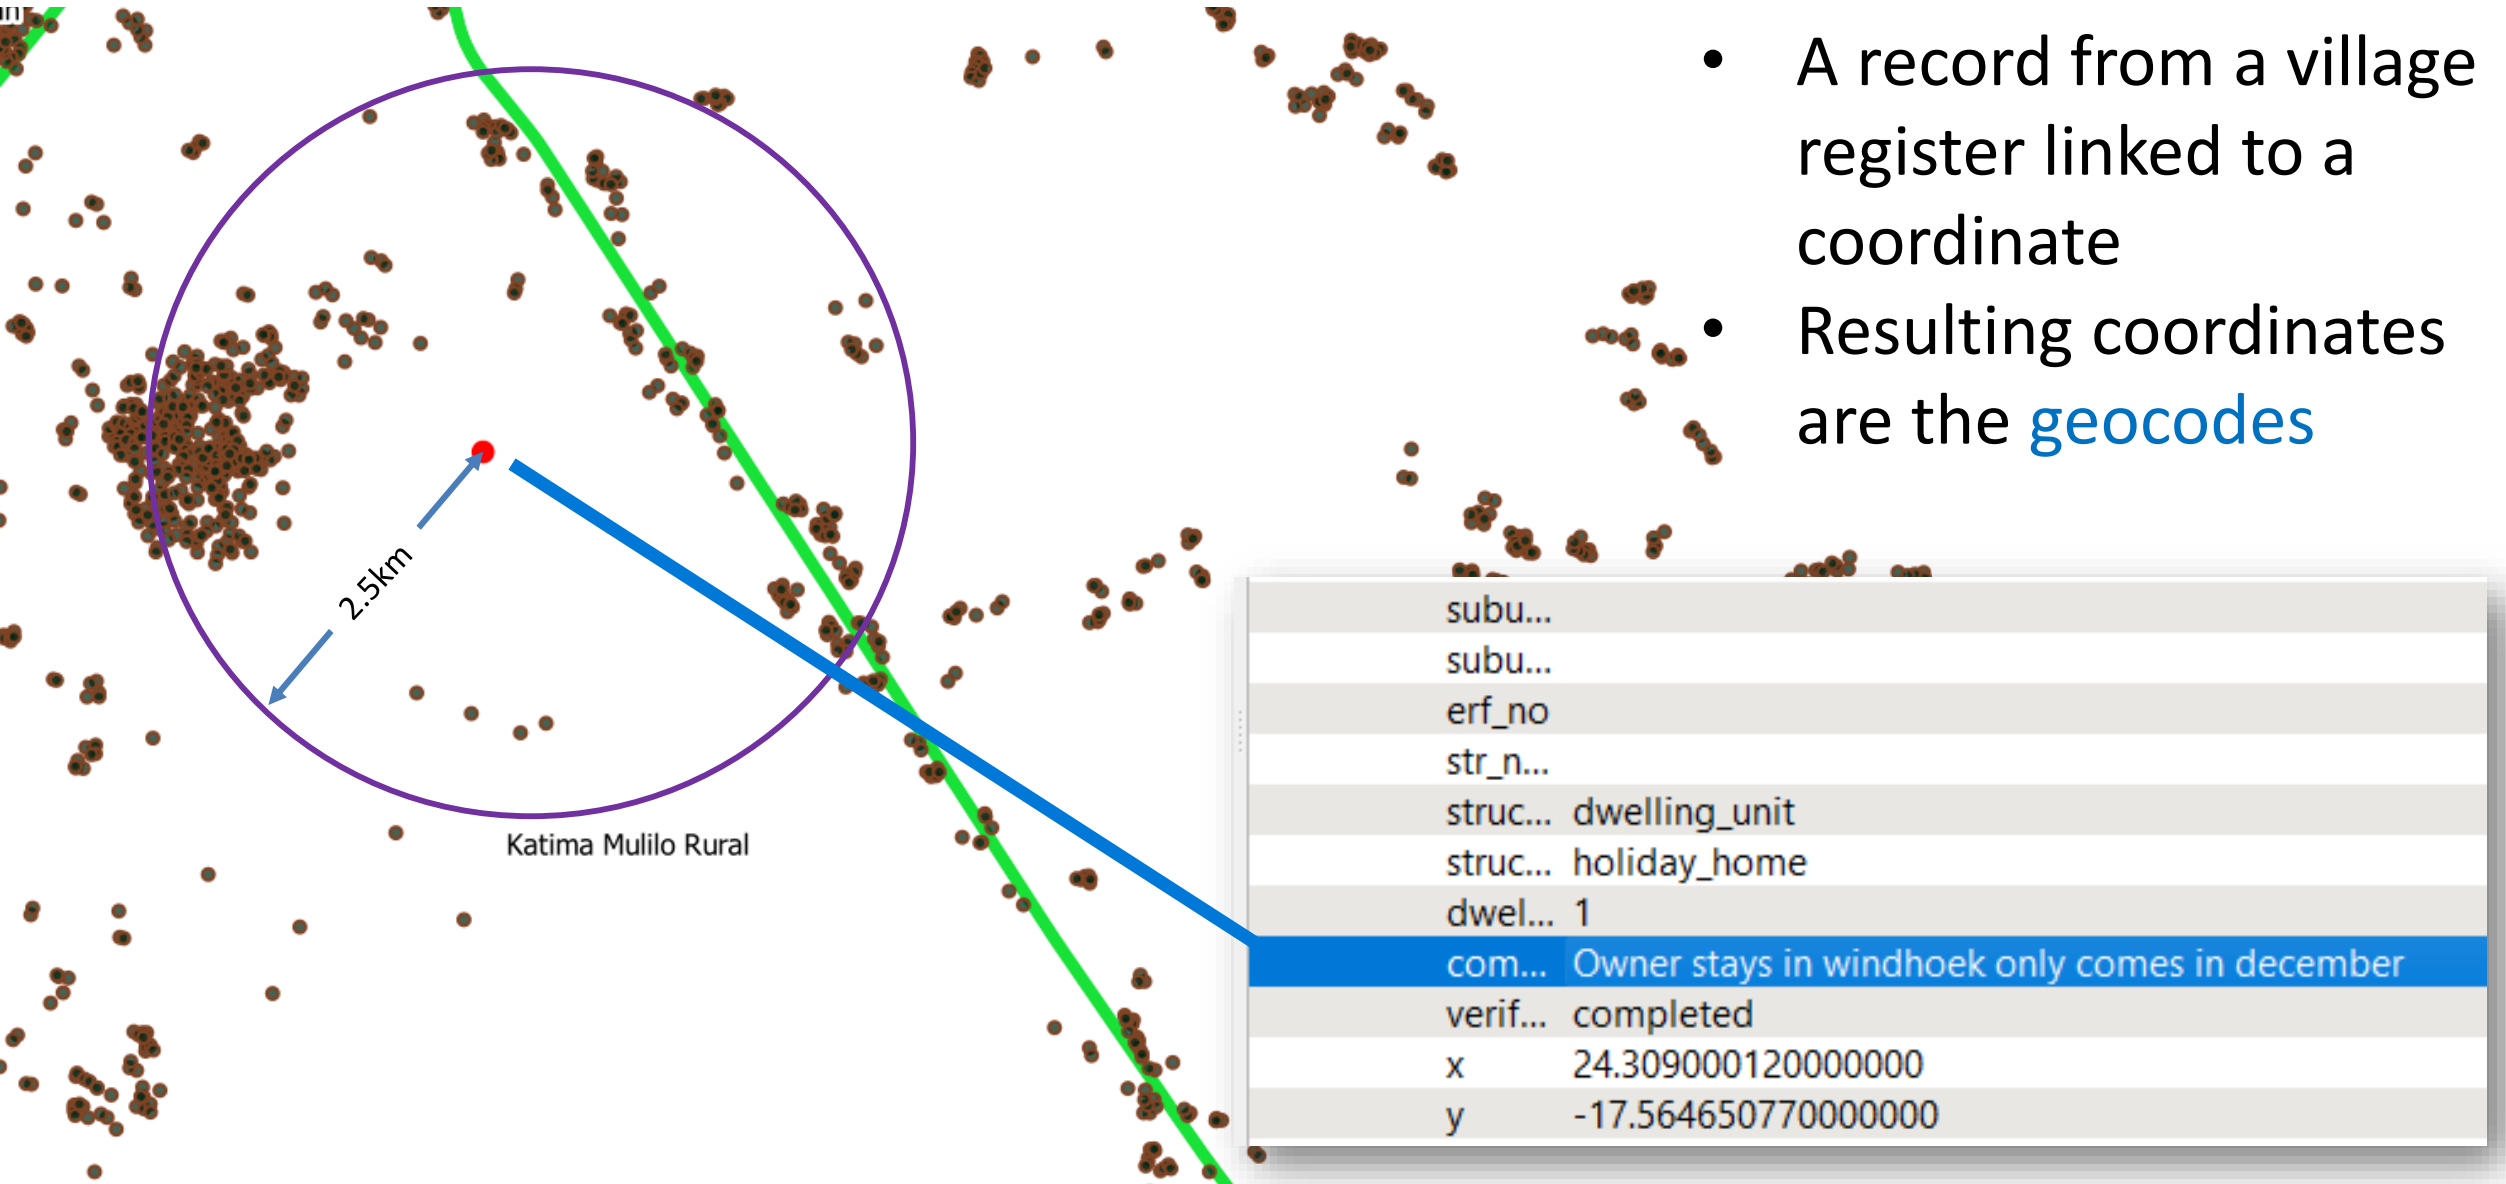 • A record from a village
register linked to a
coordinate
• Resulting coordinates
are the geocodes
2.5km
Katima Mulilo Rural
subu...
subu...
erf_no
str_n...
struc... dwelling_unit
struc... holiday_home
dwel... 1
com... Owner stays in windhoek only comes in december
verif... completed
x 24.309000120000000
y -17.564650770000000